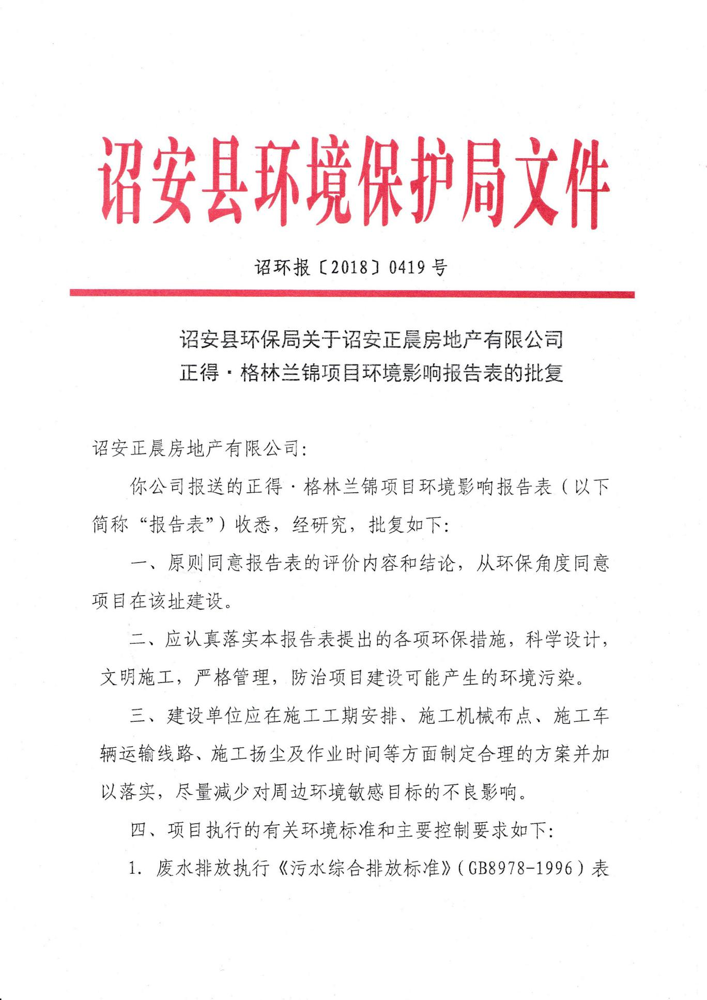 诏安县环境保护局文件
诏环报〔2018〕0419号
诏安县环保局关于诏安正晨房地产有限公司
正得·格林兰锦项目环境影响报告表的批复
诏安正晨房地产有限公司：
你公司报送的正得·格林兰锦项目环境影响报告表（以下
简称“报告表”）收悉，经研究，批复如下：
一、原则同意报告表的评价内容和结论，从环保角度同意
项目在该址建设。
二、应认真落实本报告表提出的各项环保措施，科学设计，
文明施工，严格管理，防治项目建设可能产生的环境污染。
三、建设单位应在施工工期安排、施工机械布点、施工车
辆运输线路、施工扬尘及作业时间等方面制定合理的方案并加
以落实，尽量减少对周边环境敏感目标的不良影响。
四、项目执行的有关环境标准和主要控制要求如下：
1. 废水排放执行《污水综合排放标准》（GB8978-1996）表